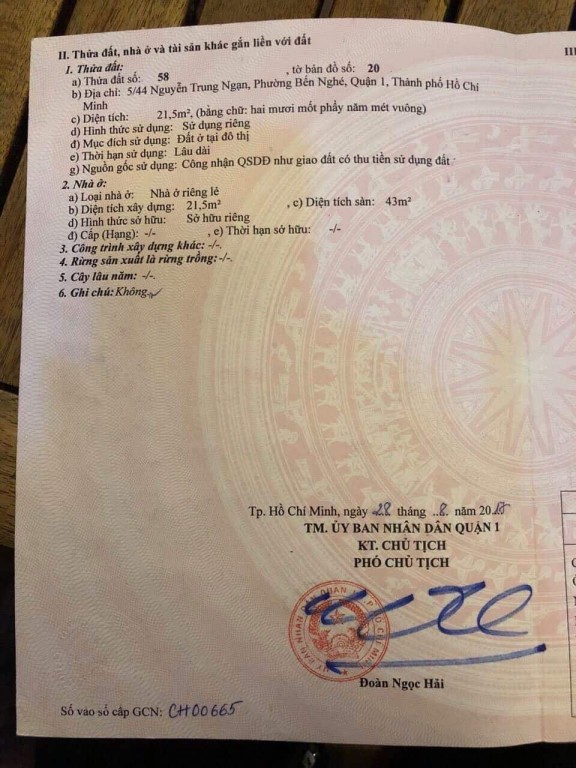 II. Thửa đất, nhà ở và tài sản khác gắn liền với đất
III
1. Thửa đất:
a) Thửa đất số: 58 , tờ bản đồ số: 20
b) Địa chỉ: 5/44 Nguyễn Trung Ngạn, Phường Bến Nghé, Quận 1, Thành phố Hồ Chí
Minh
c) Diện tích: 21,5m², (bằng chữ: hai mươi mốt phẩy năm mét vuông)
d) Hình thức sử dụng: Sử dụng riêng
đ) Mục đích sử dụng: Đất ở tại đô thị
e) Thời hạn sử dụng: Lâu dài
g) Nguồn gốc sử dụng: Công nhận QSDĐ như giao đất có thu tiền sử dụng đất
2. Nhà ở:
a) Loại nhà ở: Nhà ở riêng lẻ
b) Diện tích xây dựng: 21,5m² , c) Diện tích sàn: 43m²
d) Hình thức sở hữu: Sở hữu riêng
đ) Cấp (Hạng): -/- , e) Thời hạn sở hữu: -/-
3. Công trình xây dựng khác: -/-
4. Rừng sản xuất là rừng trồng: -/-
5. Cây lâu năm: -/-
6. Ghi chú: Không
Tp. Hồ Chí Minh, ngày 28 tháng ..8. năm 20
TM. ỦY BAN NHÂN DÂN QUẬN 1
KT. CHỦ TỊCH
PHÓ CHỦ TỊCH
Đoàn Ngọc Hải
Số vào sổ cấp GCN: CH00665